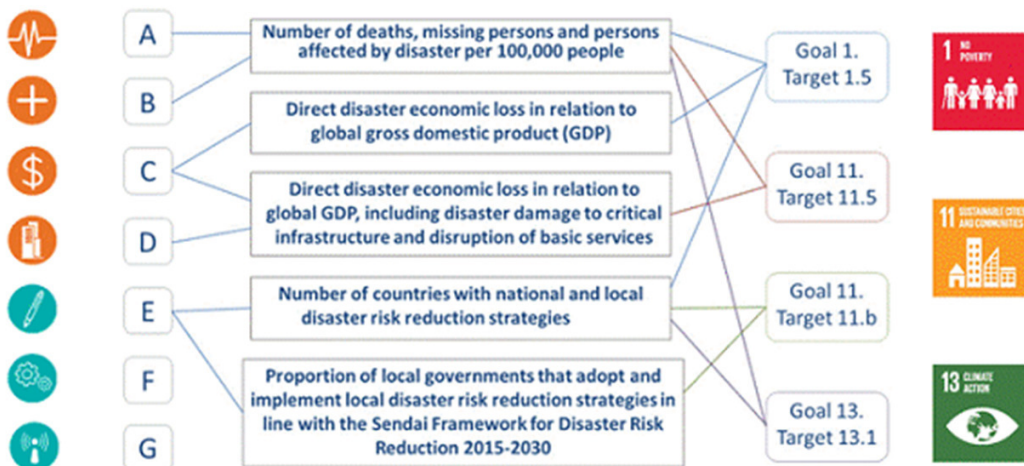 A
B
C
D
E
F
G
Number of deaths, missing persons and persons
affected by disaster per 100,000 people
Direct disaster economic loss in relation to
global gross domestic product (GDP)
Direct disaster economic loss in relation to
global GDP, including disaster damage to critical
infrastructure and disruption of basic services
Number of countries with national and local
disaster risk reduction strategies
Proportion of local governments that adopt and
implement local disaster risk reduction strategies in
line with the Sendai Framework for Disaster Risk
Reduction 2015-2030
Goal 1.
Target 1.5
Goal 11.
Target 11.5
Goal 11.
Target 11.b
Goal 13.
Target 13.1
1 NO
POVERTY
11 SUSTAINABLE CITIES
AND COMMUNITIES
13 CLIMATE
ACTION
$